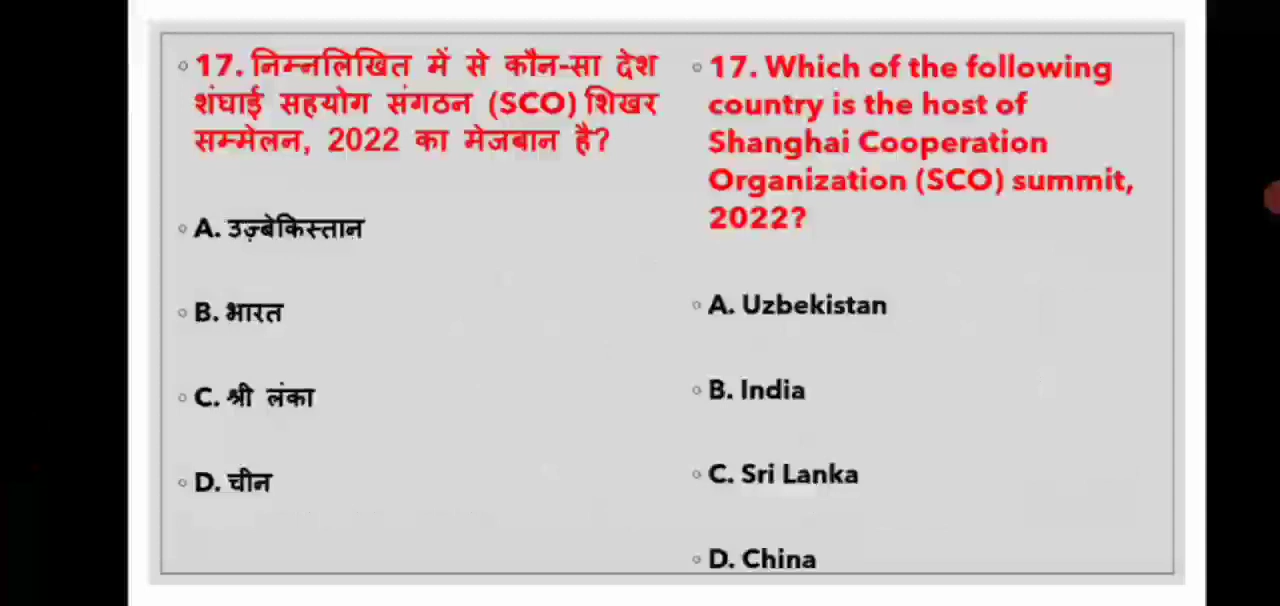 17. निम्नलिखित में से कौन-सा देश
शंघाई सहयोग संगठन (SCO) शिखर
सम्मेलन, 2022 का मेजबान है?
A. उज़्बेकिस्तान
B. भारत
C. श्री लंका
D. चीन
17. Which of the following
country is the host of
Shanghai Cooperation
Organization (SCO) summit,
2022?
A. Uzbekistan
B. India
C. Sri Lanka
D. China